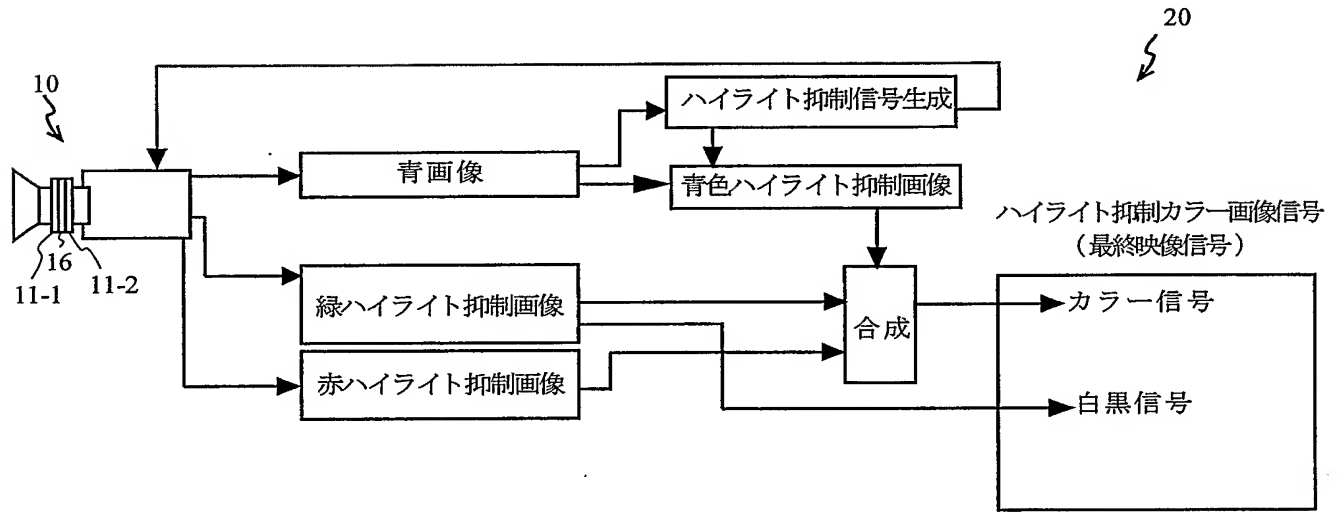 20
10
ハイライト抑制信号生成
青画像
青色ハイライト抑制画像
ハイライト抑制カラー画像信号
(最終映像信号)
16
11-1
11-2
緑ハイライト抑制画像
合成
カラー信号
赤ハイライト抑制画像
白黒信号